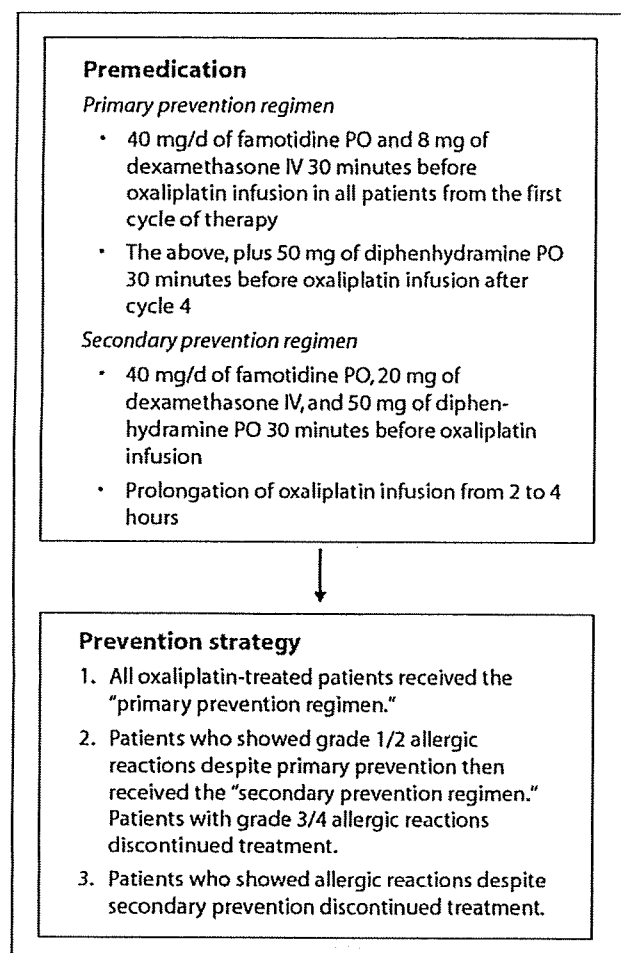 Premedication
Primary prevention regimen
• 40 mg/d of famotidine PO and 8 mg of
dexamethasone IV 30 minutes before
oxaliplatin infusion in all patients from the first
cycle of therapy
• The above, plus 50 mg of diphenhydramine PO
30 minutes before oxaliplatin infusion after
cycle 4
Secondary prevention regimen
• 40 mg/d of famotidine PO, 20 mg of
dexamethasone IV, and 50 mg of diphen-
hydramine PO 30 minutes before oxaliplatin
infusion
• Prolongation of oxaliplatin infusion from 2 to 4
hours
Prevention strategy
1. All oxaliplatin-treated patients received the
"primary prevention regimen."
2. Patients who showed grade 1/2 allergic
reactions despite primary prevention then
received the "secondary prevention regimen."
Patients with grade 3/4 allergic reactions
discontinued treatment.
3. Patients who showed allergic reactions despite
secondary prevention discontinued treatment.